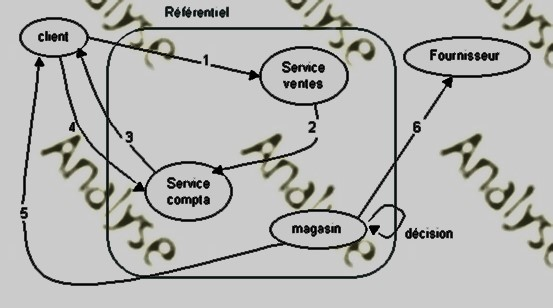 Référentiel
client
1
Service
ventes
Fournisseur
4
3
2
6
Service
compta
5
magasin
décision
Analyse
Analyse
Analyse
Analyse
Analyse
Analyse